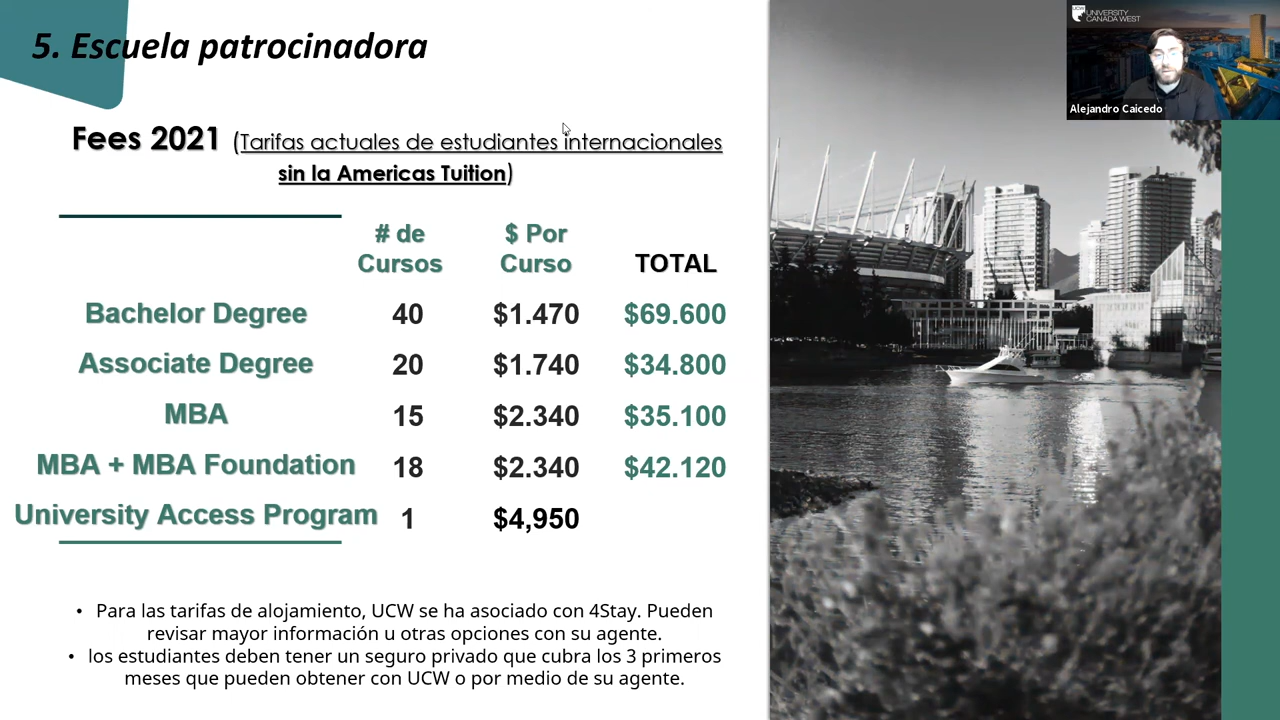 5. Escuela patrocinadora
UCW
UNIVERSITY
CANADA WEST
Alejandro Caicedo
Fees 2021 (Tarifas actuales de estudiantes internacionales
sin la Americas Tuition)
# de Cursos $ Por Curso TOTAL
Bachelor Degree 40 $1.470 $69.600
Associate Degree 20 $1.740 $34.800
MBA 15 $2.340 $35.100
MBA + MBA Foundation 18 $2.340 $42.120
University Access Program 1 $4,950
• Para las tarifas de alojamiento, UCW se ha asociado con 4Stay. Pueden
revisar mayor información u otras opciones con su agente.
• los estudiantes deben tener un seguro privado que cubra los 3 primeros
meses que pueden obtener con UCW o por medio de su agente.